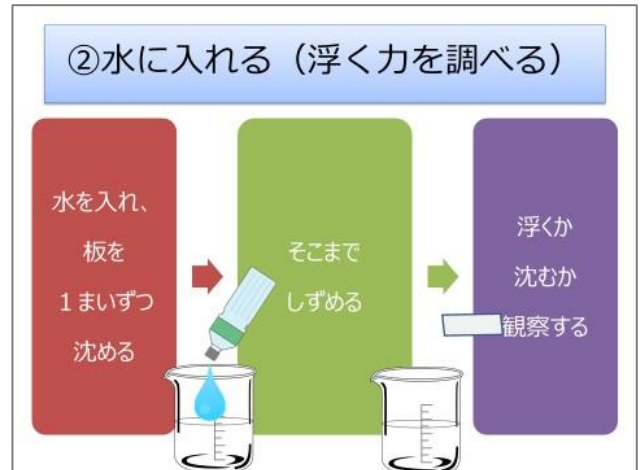 ②水に入れる（浮く力を調べる）
水を入れ、
板を
１まいずつ
沈める
そこまで
しずめる
浮くか
沈むか
観察する